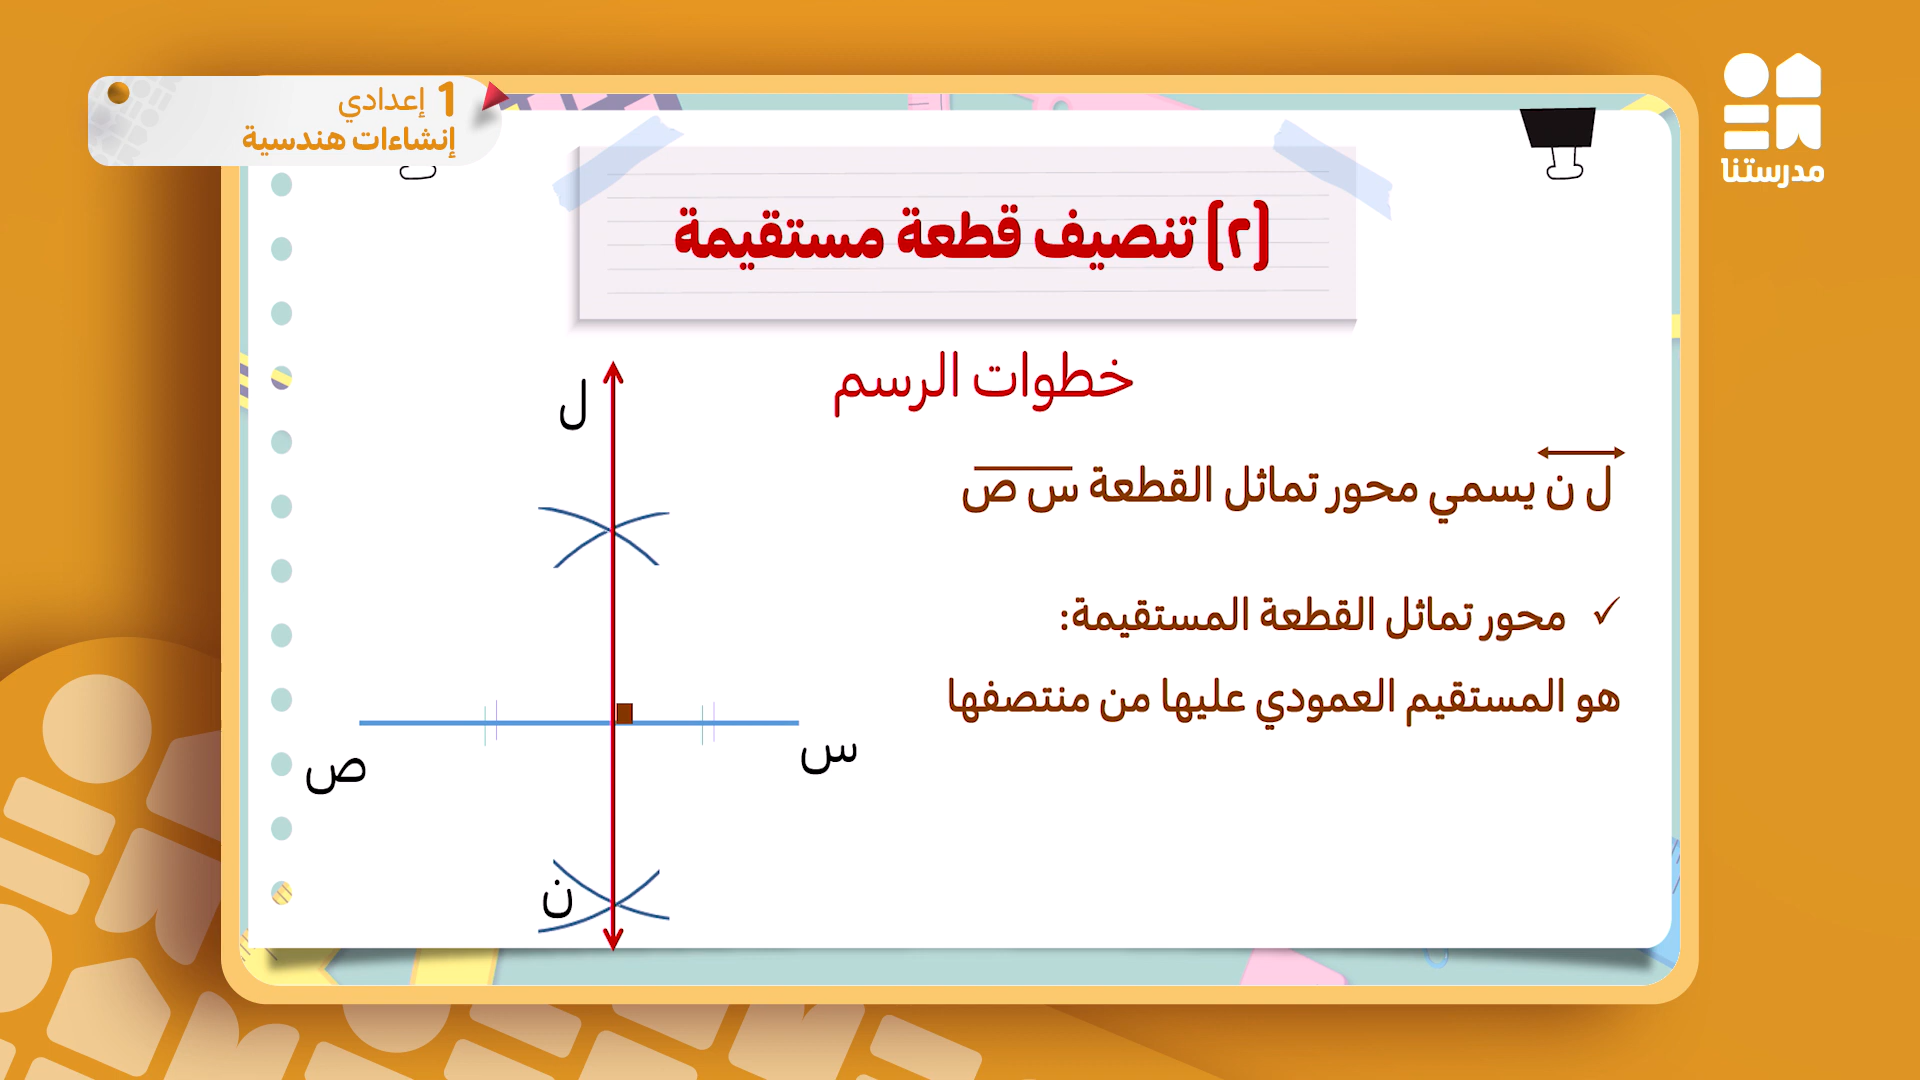 1 إعدادي
إنشاءات هندسية
مدرستنا
(٢) تنصيف قطعة مستقيمة
خطوات الرسم
ل ن يسمي محور تماثل القطعة س ص
✓ محور تماثل القطعة المستقيمة:
هو المستقيم العمودي عليها من منتصفها
ل
س
ص
ن